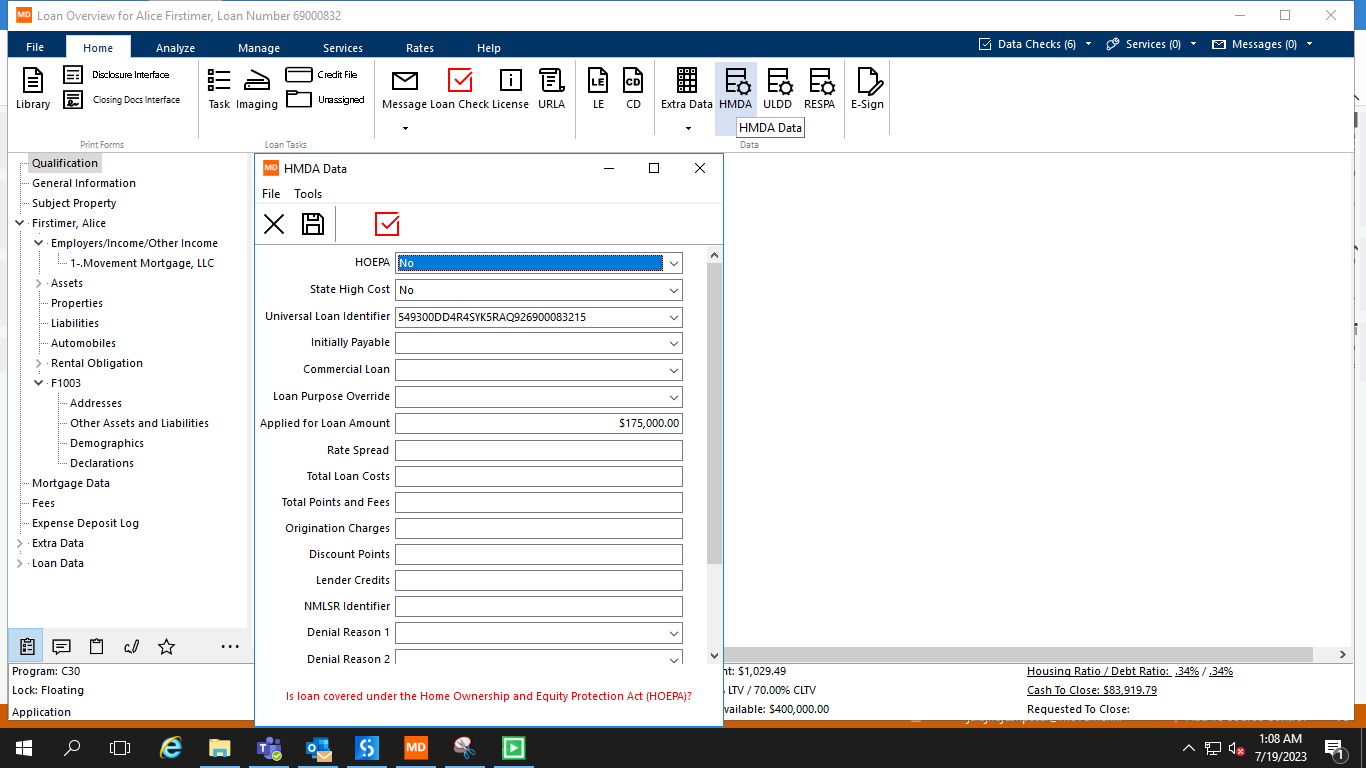 MD Loan Overview for Alice Firstimer, Loan Number 69000832
File Home Analyze Manage Services Rates Help Data Checks (6) Services (0) Messages (0)
Disclosure Interface
Closing Docs Interface
Credit File
Unassigned
LE CD
Library Task Imaging Message Loan Check License URLA LE CD Extra Data HMDA ULDD RESPA E-Sign
HMDA Data
Print Forms Loan Tasks Data
Qualification
General Information
Subject Property
Firstimer, Alice
Employers/Income/Other Income
1-.Movement Mortgage, LLC
Assets
Properties
Liabilities
Automobiles
Rental Obligation
F1003
Addresses
Other Assets and Liabilities
Demographics
Declarations
Mortgage Data
Fees
Expense Deposit Log
Extra Data
Loan Data
MD HMDA Data
File Tools
HOEPA No
State High Cost No
Universal Loan Identifier 549300DD4R4SYK5RAQ926900083215
Initially Payable
Commercial Loan
Loan Purpose Override
Applied for Loan Amount $175,000.00
Rate Spread
Total Loan Costs
Total Points and Fees
Origination Charges
Discount Points
Lender Credits
NMLSR Identifier
Denial Reason 1
Denial Reason 2
Is loan covered under the Home Ownership and Equity Protection Act (HOEPA)?
Program: C30
Lock: Floating
Application
nt: $1,029.49
LTV / 70.00% CLTV
vailable: $400,000.00
Housing Ratio / Debt Ratio: .34% / .34%
Cash To Close: $83,919.79
Requested To Close:
MD
1:08 AM
7/19/2023
1